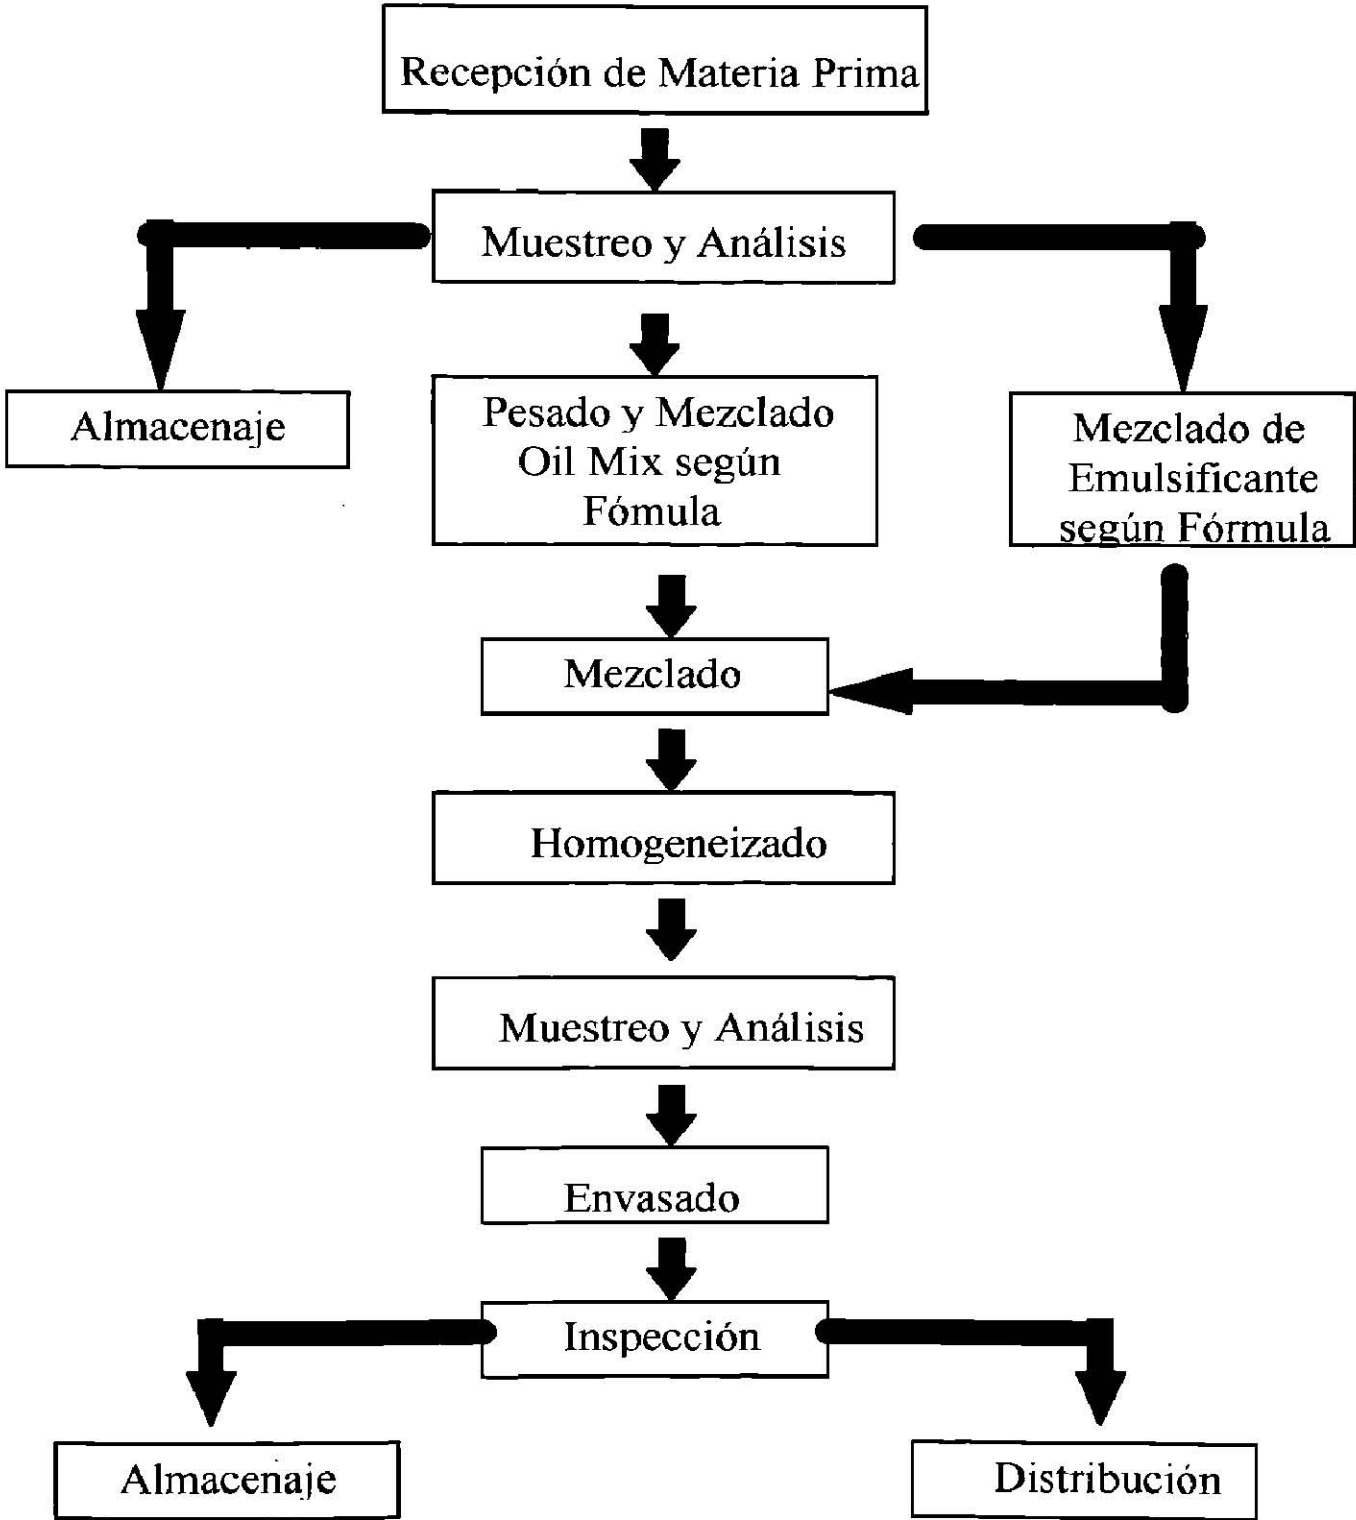 Recepción de Materia Prima
Muestreo y Análisis
Almacenaje
Pesado y Mezclado
Oil Mix según
Fómula
Mezclado de
Emulsificante
según Fórmula
Mezclado
Homogeneizado
Muestreo y Análisis
Envasado
Inspección
Almacenaje
Distribución